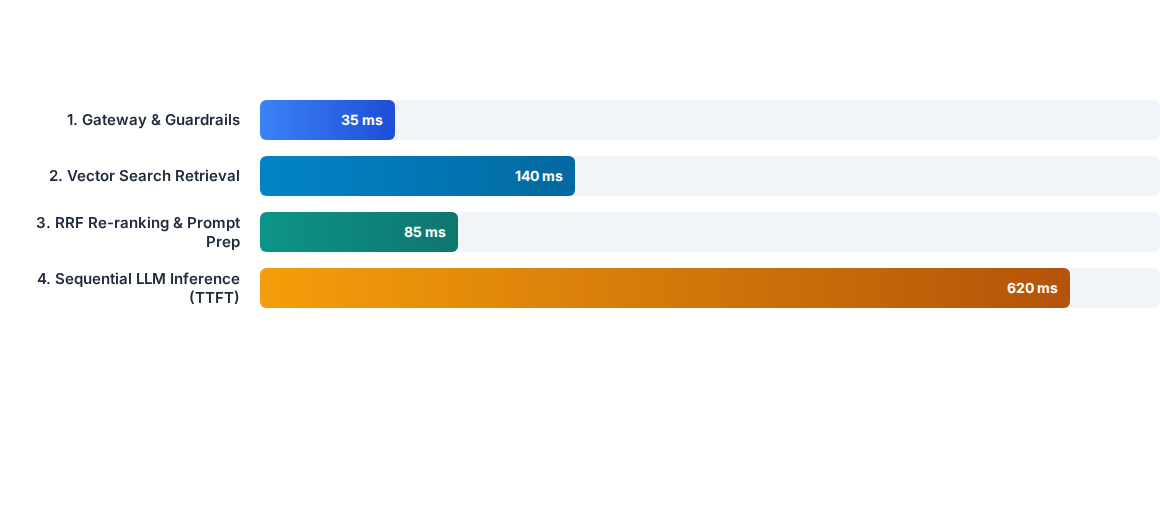 1. Gateway & Guardrails
35 ms
2. Vector Search Retrieval
140 ms
3. RRF Re-ranking & Prompt
Prep
85 ms
4. Sequential LLM Inference
(TTFT)
620 ms